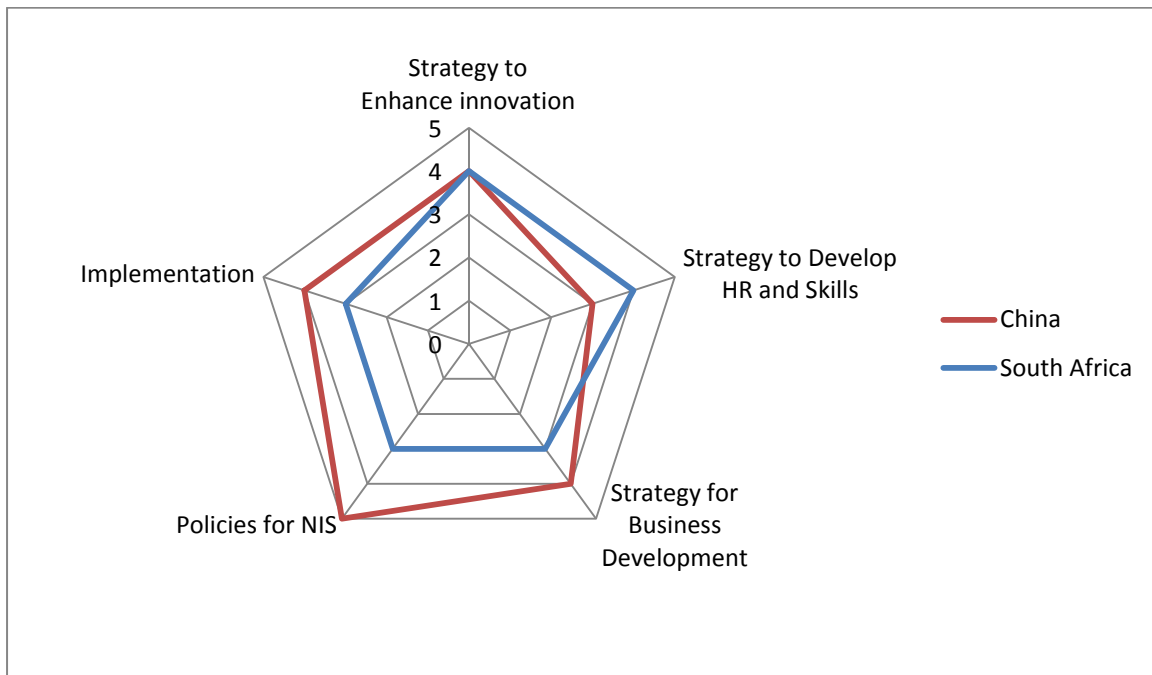 Strategy to
Enhance innovation
5
4
3
2
1
0
Implementation
Strategy to Develop
HR and Skills
China
South Africa
Policies for NIS
Strategy for
Business
Development